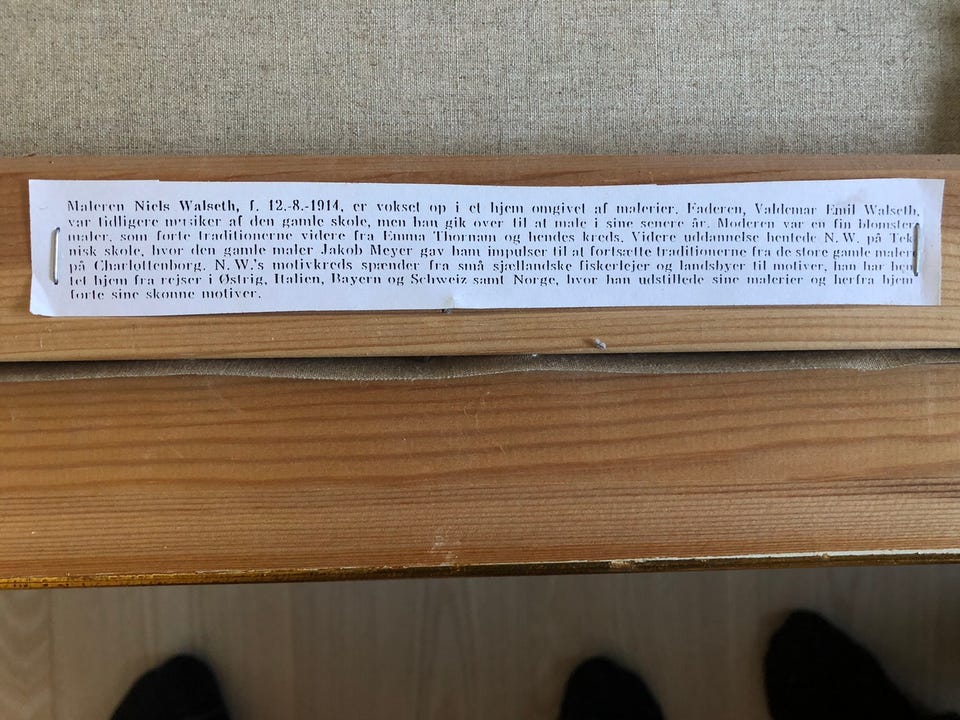 Maleren Niels Walseth, f. 12.-8.-1914, er vokset op i et hjem omgivet af malerier. Faderen, Valdemar Emil Walseth,
var tidligere musiker af den gamle skole, men han gik over til at male i sine senere år. Moderen var en fin blomster
maler, som førte traditionerne videre fra Emma Thornam og hendes kreds. Videre uddannelse hentede N.W. på Tek
nisk skole, hvor den gamle maler Jakob Meyer gav ham impulser til at fortsætte traditionerne fra de store gamle maler
på Charlottenborg. N.W.'s motivkreds spænder fra små sjællandske fiskerlejer og landsbyer til motiver, han har hen
tet hjem fra rejser i Østrig, Italien, Bayern og Schweiz samt Norge, hvor han udstillede sine malerier og herfra hjem
førte sine skønne motiver.